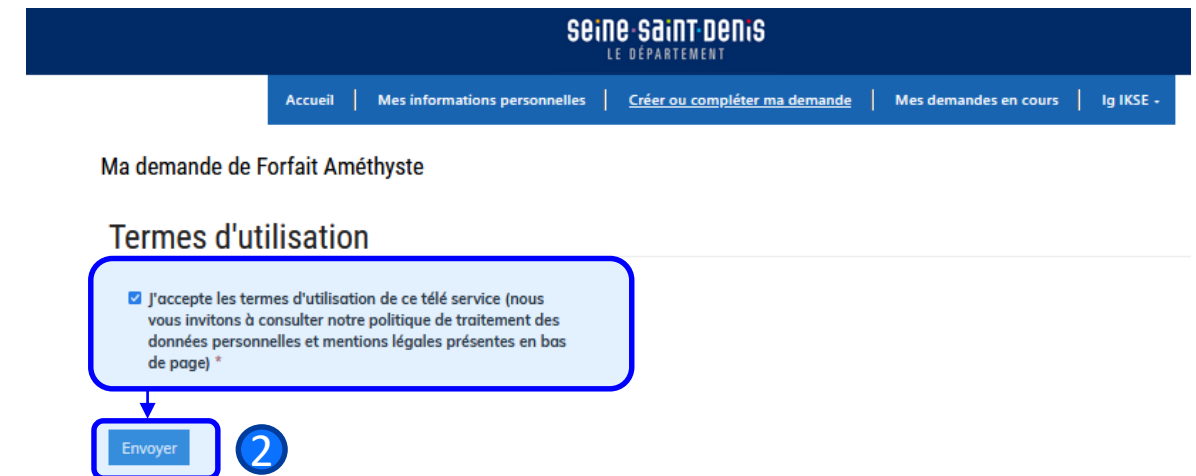 seine-saint-denis
LE DÉPARTEMENT
Accueil | Mes informations personnelles | Créer ou compléter ma demande | Mes demandes en cours | Ig IKSE
Ma demande de Forfait Améthyste
Termes d'utilisation
J'accepte les termes d'utilisation de ce télé service (nous
vous invitons à consulter notre politique de traitement des
données personnelles et mentions légales présentes en bas
de page) *
Envoyer
2